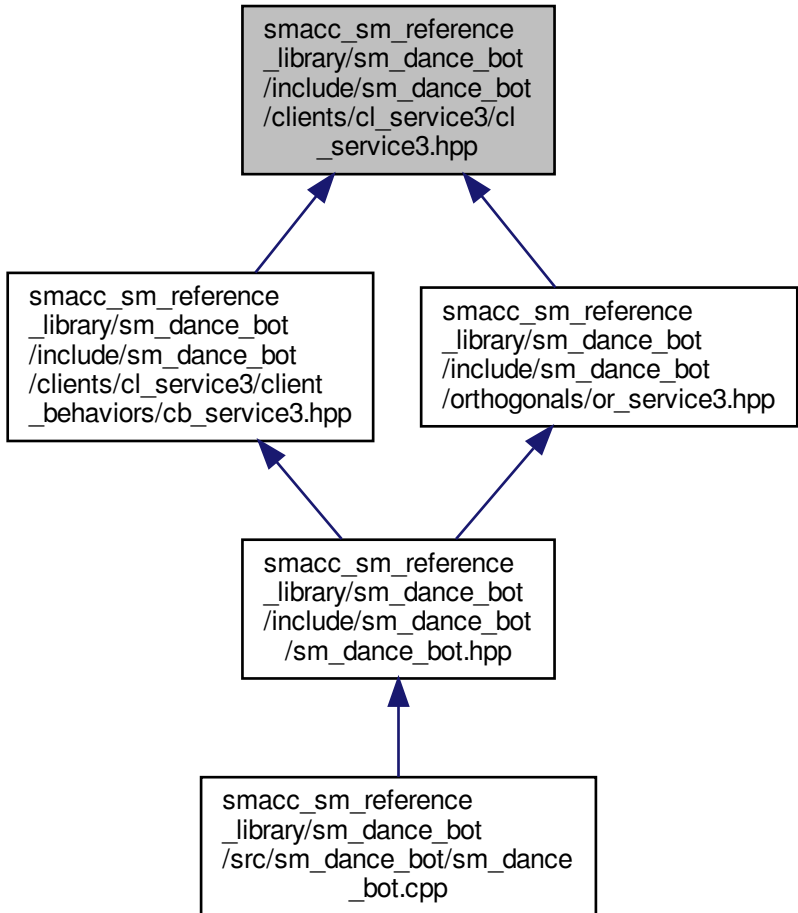 smacc_sm_reference
_library/sm_dance_bot
/include/sm_dance_bot
/clients/cl_service3/cl
_service3.hpp
smacc_sm_reference
_library/sm_dance_bot
/include/sm_dance_bot
/clients/cl_service3/client
_behaviors/cb_service3.hpp
smacc_sm_reference
_library/sm_dance_bot
/include/sm_dance_bot
/orthogonals/or_service3.hpp
smacc_sm_reference
_library/sm_dance_bot
/include/sm_dance_bot
/sm_dance_bot.hpp
smacc_sm_reference
_library/sm_dance_bot
/src/sm_dance_bot/sm_dance
_bot.cpp